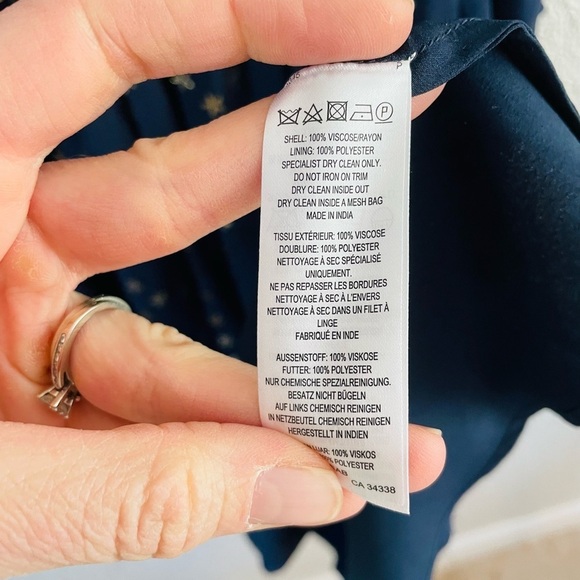 P
P
SHELL: 100% VISCOSE/RAYON
LINING: 100% POLYESTER
SPECIALIST DRY CLEAN ONLY.
DO NOT IRON ON TRIM
DRY CLEAN INSIDE OUT
DRY CLEAN INSIDE A MESH BAG
MADE IN INDIA
TISSU EXTÉRIEUR: 100% VISCOSE
DOUBLURE: 100% POLYESTER
NETTOYAGE À SEC SPÉCIALISÉ
UNIQUEMENT.
NE PAS REPASSER LES BORDURES
NETTOYAGE À SEC À L'ENVERS
NETTOYAGE À SEC DANS UN FILET À
LINGE
FABRIQUÉ EN INDE
AUSSENSTOFF: 100% VISKOSE
FUTTER: 100% POLYESTER
NUR CHEMISCHE SPEZIALREINIGUNG.
BESATZ NICHT BÜGELN
AUF LINKS CHEMISCH REINIGEN
IN NETZBEUTEL CHEMISCH REINIGEN
HERGESTELLT IN INDIEN
100% VISKOS
POLYESTER
CA 34338